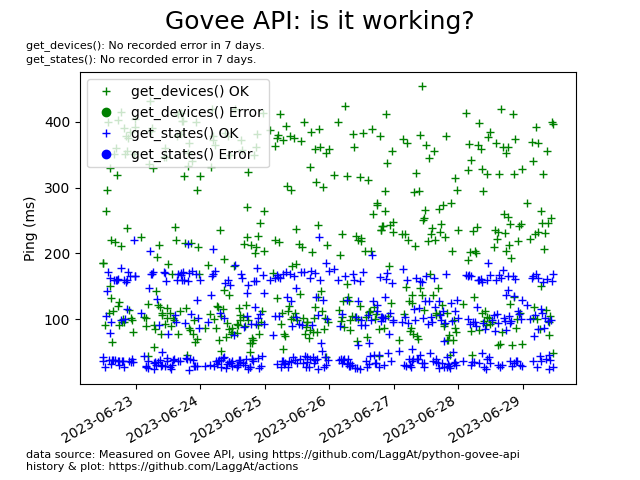 Govee API: is it working?
get_devices(): No recorded error in 7 days.
get_states(): No recorded error in 7 days.
get_devices() OK
get_devices() Error
get_states() OK
get_states() Error
400
300
200
100
Ping (ms)
2023-06-23
2023-06-24
2023-06-25
2023-06-26
2023-06-27
2023-06-28
2023-06-29
data source: Measured on Govee API, using https://github.com/LaggAt/python-govee-api
history & plot: https://github.com/LaggAt/actions